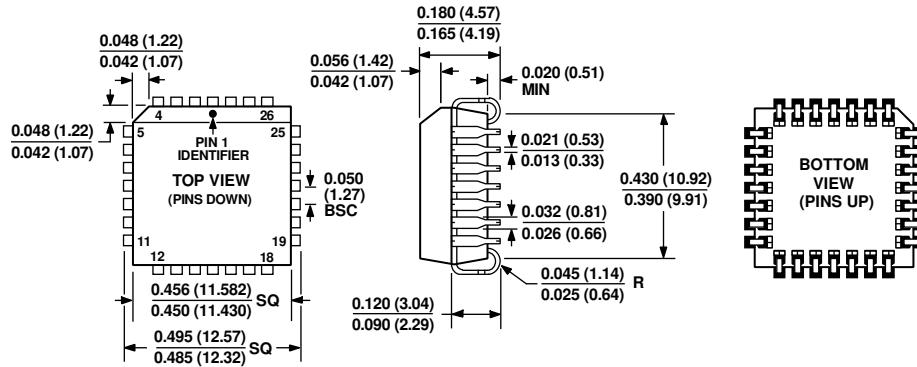 0.180 (4.57)
0.165 (4.19)
0.048 (1.22)
0.042 (1.07)
0.056 (1.42)
0.042 (1.07)
0.020 (0.51)
MIN
0.048 (1.22)
0.042 (1.07)
4
26
5
25
PIN 1
IDENTIFIER
TOP VIEW
(PINS DOWN)
0.050
(1.27)
BSC
11
19
12
18
0.021 (0.53)
0.013 (0.33)
0.430 (10.92)
0.390 (9.91)
0.032 (0.81)
0.026 (0.66)
BOTTOM
VIEW
(PINS UP)
0.456 (11.582) SQ
0.450 (11.430)
0.495 (12.57) SQ
0.485 (12.32)
0.120 (3.04)
0.090 (2.29)
0.045 (1.14) R
0.025 (0.64)